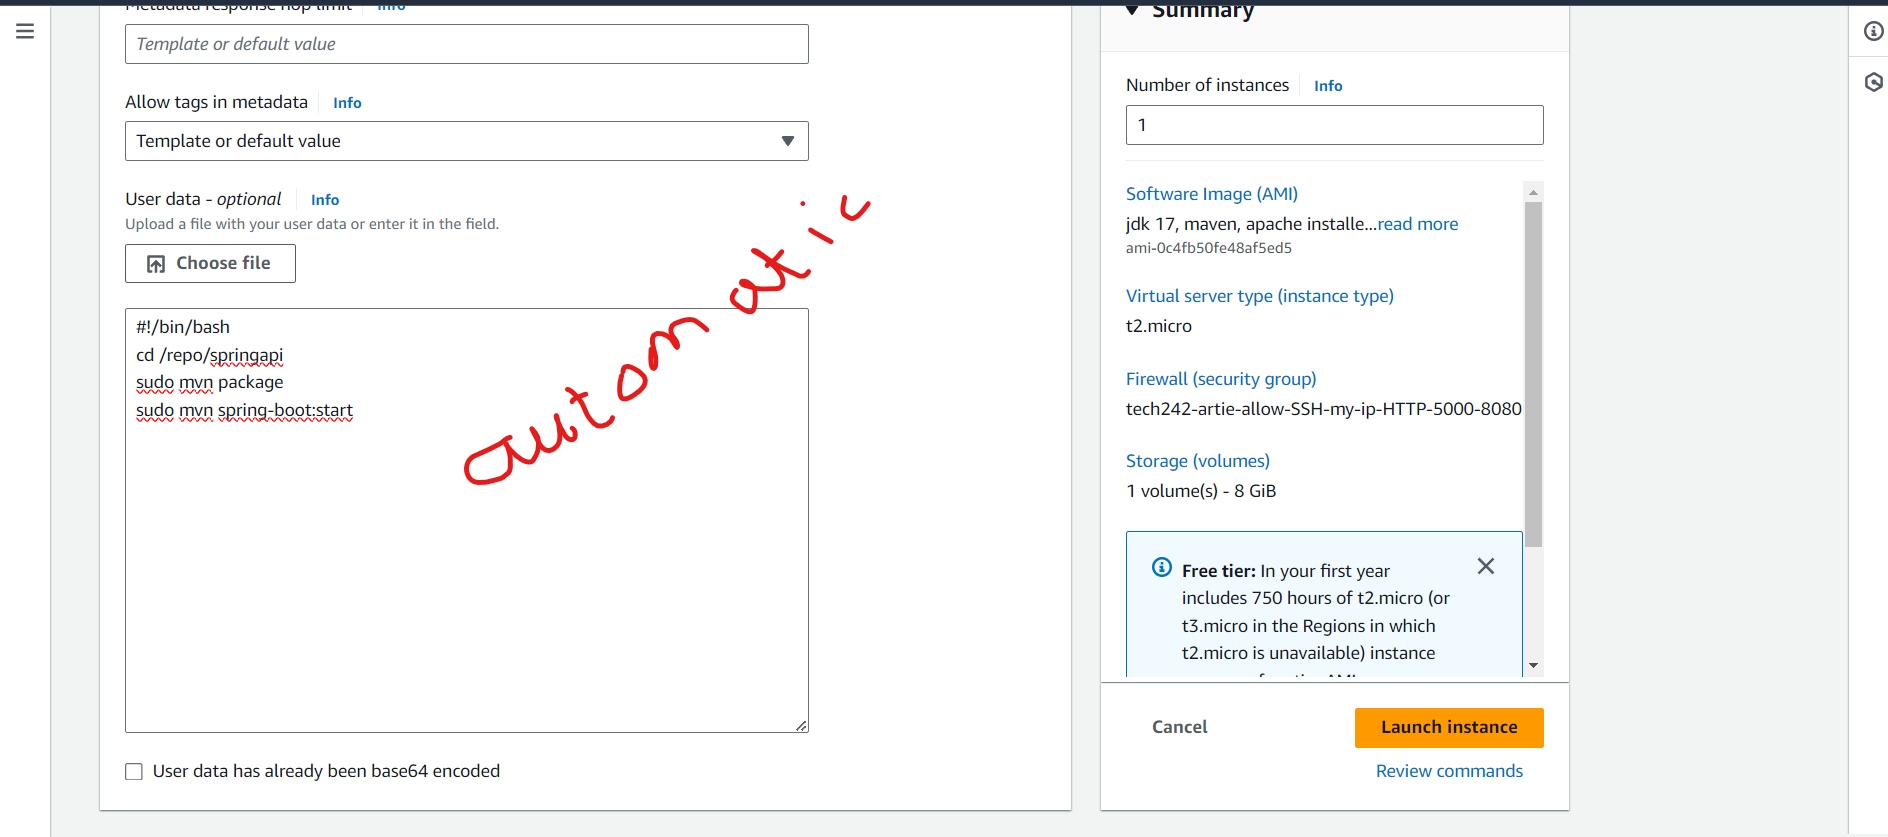 Metadata response hop limit Info
Template or default value
Allow tags in metadata Info
Template or default value
User data - optional Info
Upload a file with your user data or enter it in the field.
Choose file
#!/bin/bash
cd /repo/springapi
sudo mvn package
sudo mvn spring-boot:start
automatic
User data has already been base64 encoded
Summary
Number of instances Info
1
Software Image (AMI)
jdk 17, maven, apache installe...read more
ami-0c4fb50fe48af5ed5
Virtual server type (instance type)
t2.micro
Firewall (security group)
tech242-artie-allow-SSH-my-ip-HTTP-5000-8080
Storage (volumes)
1 volume(s) - 8 GiB
Free tier: In your first year
includes 750 hours of t2.micro (or
t3.micro in the Regions in which
t2.micro is unavailable) instance
Cancel
Launch instance
Review commands